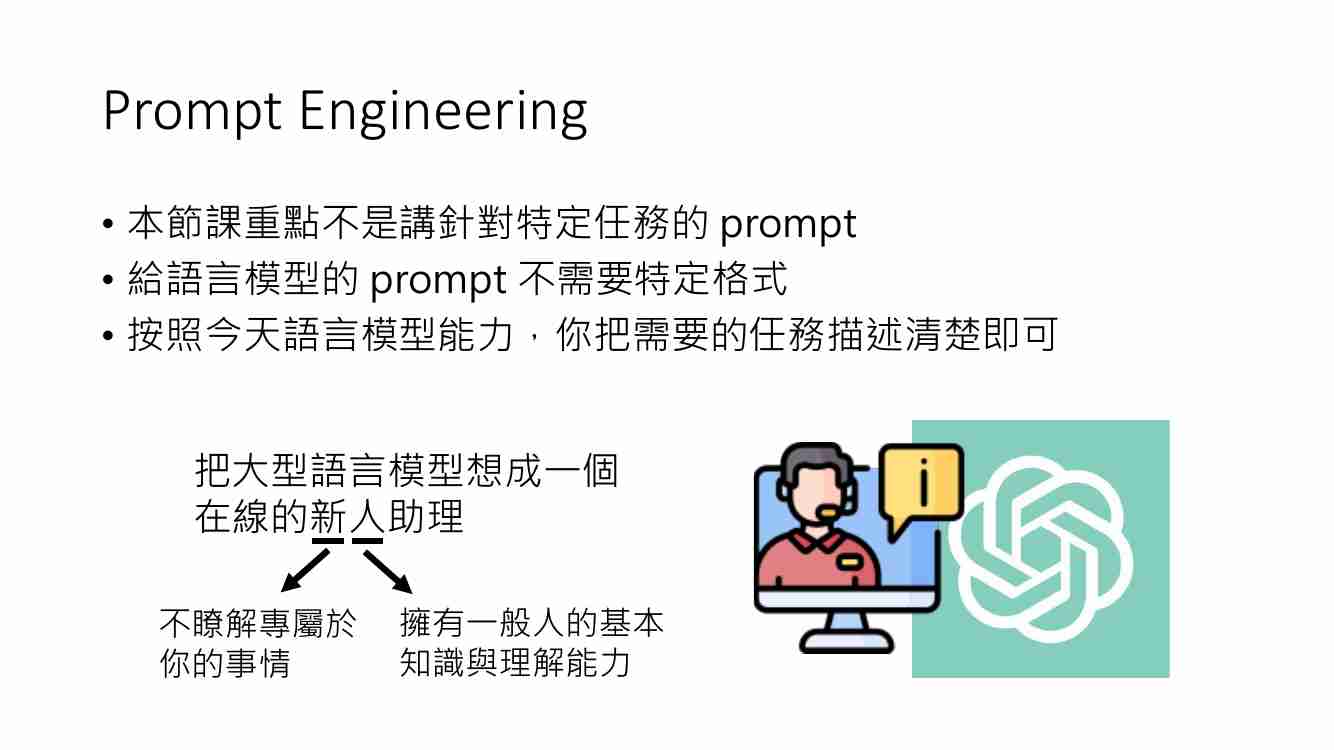 Prompt Engineering
• 本節課重點不是講針對特定任務的 prompt
• 給語言模型的 prompt 不需要特定格式
• 按照今天語言模型能力，你把需要的任務描述清楚即可
把大型語言模型想成一個
在線的新人助理
不瞭解專屬於
你的事情
擁有一般人的基本
知識與理解能力
i